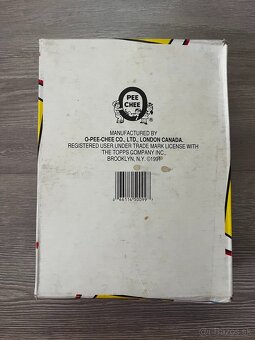 O
PEE
CHEE
MANUFACTURED BY
O-PEE-CHEE CO., LTD., LONDON CANADA.
REGISTERED USER UNDER TRADE MARK LICENSE WITH
THE TOPPS COMPANY INC.,
BROOKLYN, N.Y. ©1991